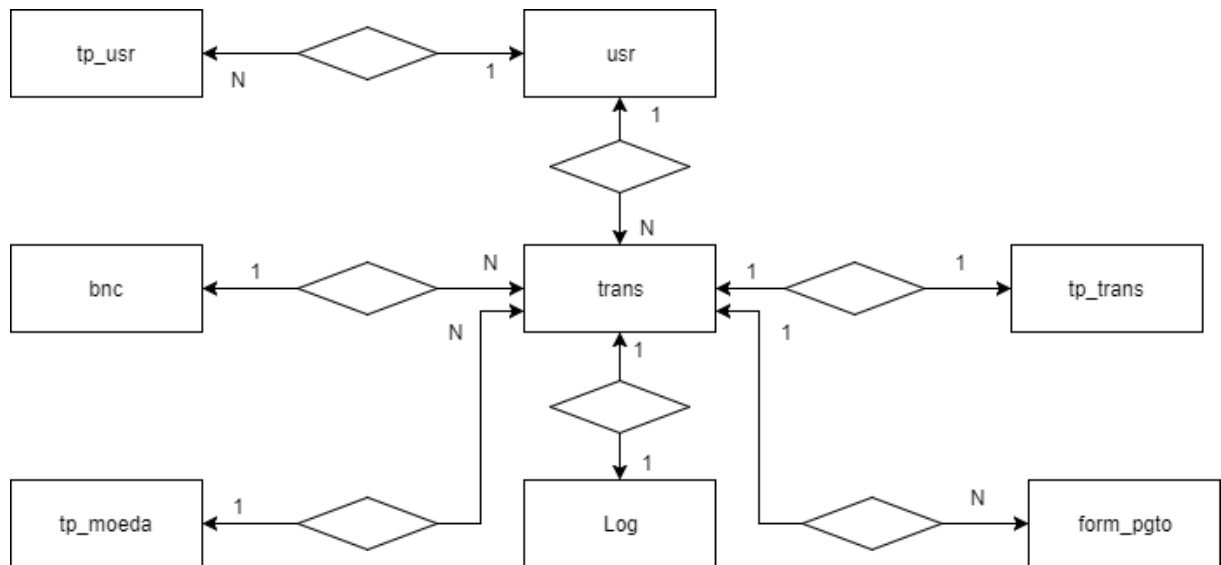 tp_usr
usr
N
1
1
N
bnc
1
N
trans
1
1
tp_trans
N
1
1
1
1
N
tp_moeda
Log
form_pgto